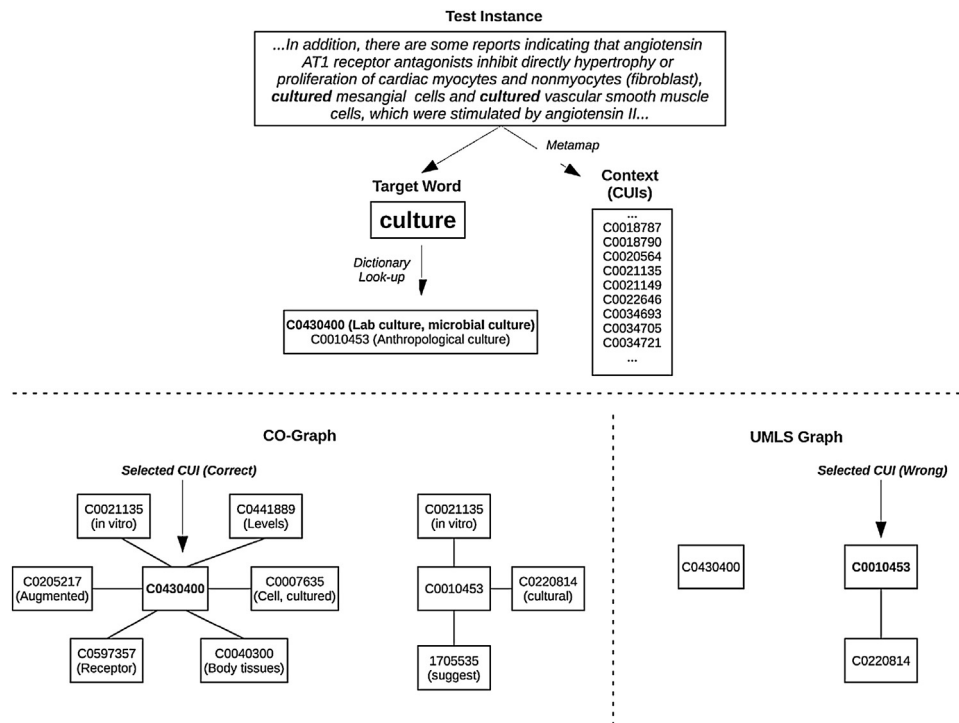 Test Instance
...In addition, there are some reports indicating that angiotensin
AT1 receptor antagonists inhibit directly hypertrophy or
proliferation of cardiac myocytes and nonmyocytes (fibroblast),
cultured mesangial cells and cultured vascular smooth muscle
cells, which were stimulated by angiotensin II...
Metamap
Target Word
culture
Context
(CUIs)
...
C0018787
C0018790
C0020564
C0021135
C0021149
C0022646
C0034693
C0034705
C0034721
...
Dictionary
Look-up
C0430400 (Lab culture, microbial culture)
C0010453 (Anthropological culture)
CO-Graph
Selected CUI (Correct)
C0021135
(in vitro)
C0441889
(Levels)
C0205217
(Augmented)
C0430400
C0007635
(Cell, cultured)
C0597357
(Receptor)
C0040300
(Body tissues)
C0021135
(in vitro)
C0010453
C0220814
(cultural)
1705535
(suggest)
UMLS Graph
Selected CUI (Wrong)
C0430400
C0010453
C0220814